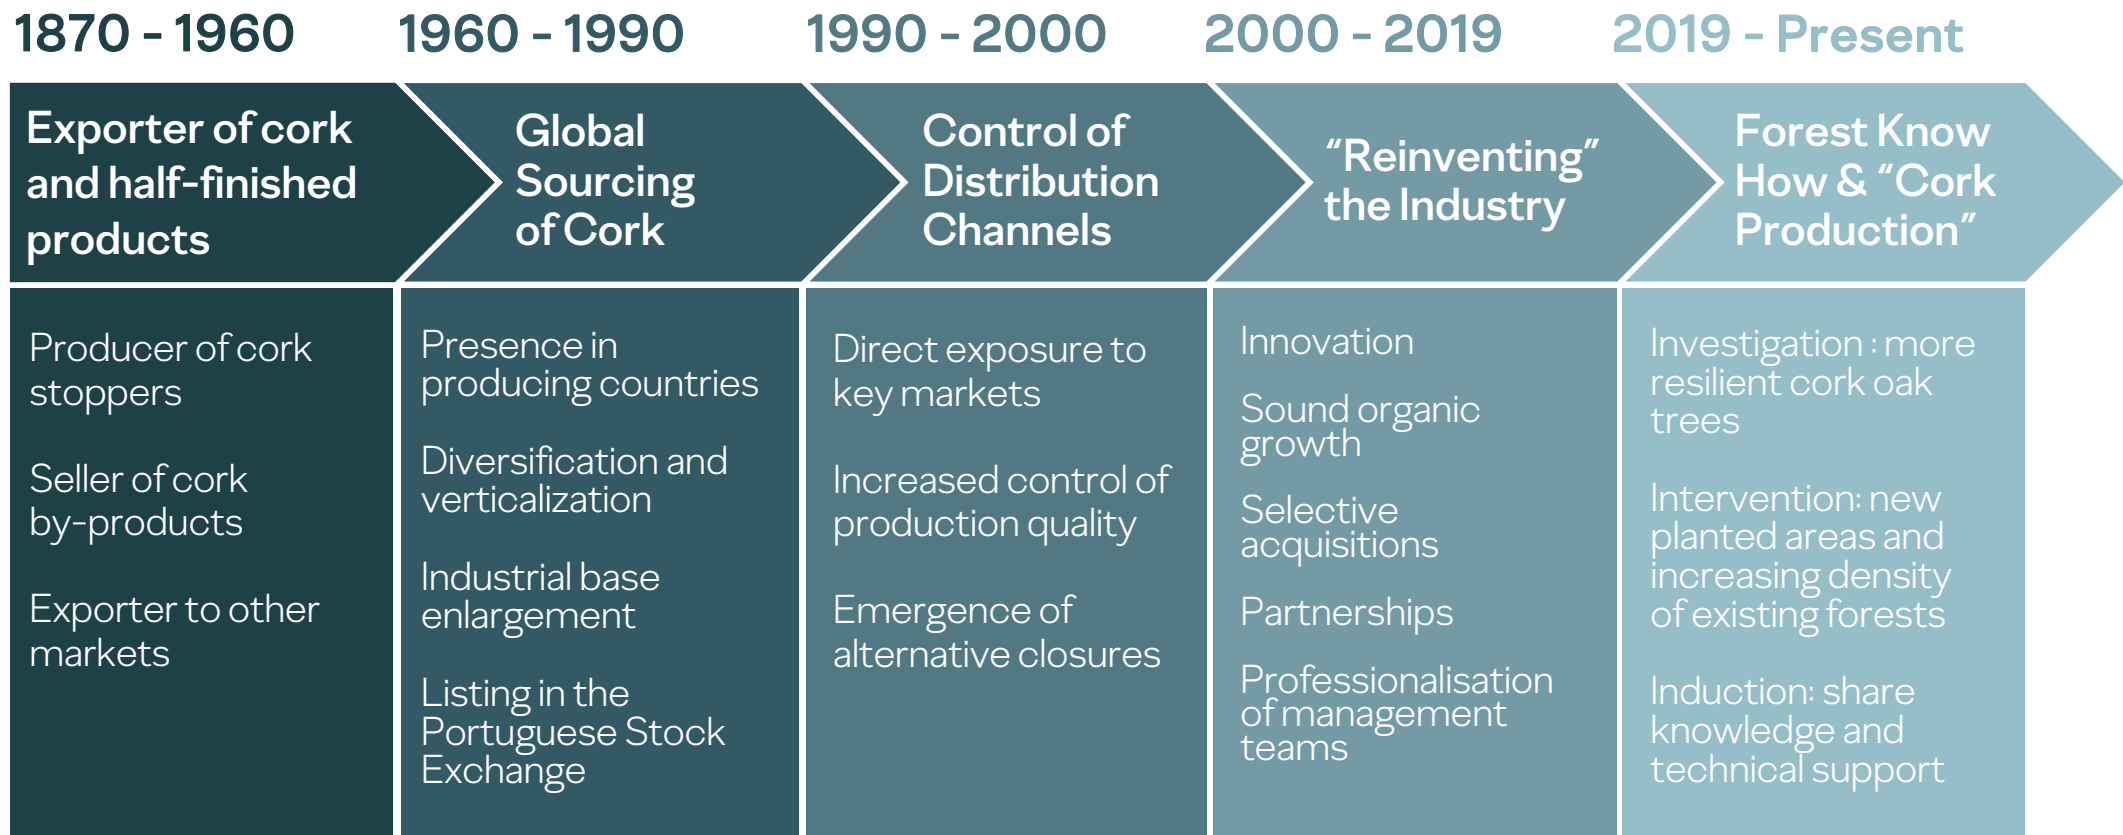 1870 - 1960
1960 - 1990
1990 - 2000
2000 - 2019
2019 - Present
Exporter of cork
and half-finished
products
Global
Sourcing
of Cork
Control of
Distribution
Channels
“Reinventing”
the Industry
Forest Know
How & “Cork
Production”
Producer of cork
stoppers
Seller of cork
by-products
Exporter to other
markets
Presence in
producing countries
Diversification and
verticalization
Industrial base
enlargement
Listing in the
Portuguese Stock
Exchange
Direct exposure to
key markets
Increased control of
production quality
Emergence of
alternative closures
Innovation
Sound organic
growth
Selective
acquisitions
Partnerships
Professionalisation
of management
teams
Investigation : more
resilient cork oak
trees
Intervention: new
planted areas and
increasing density
of existing forests
Induction: share
knowledge and
technical support